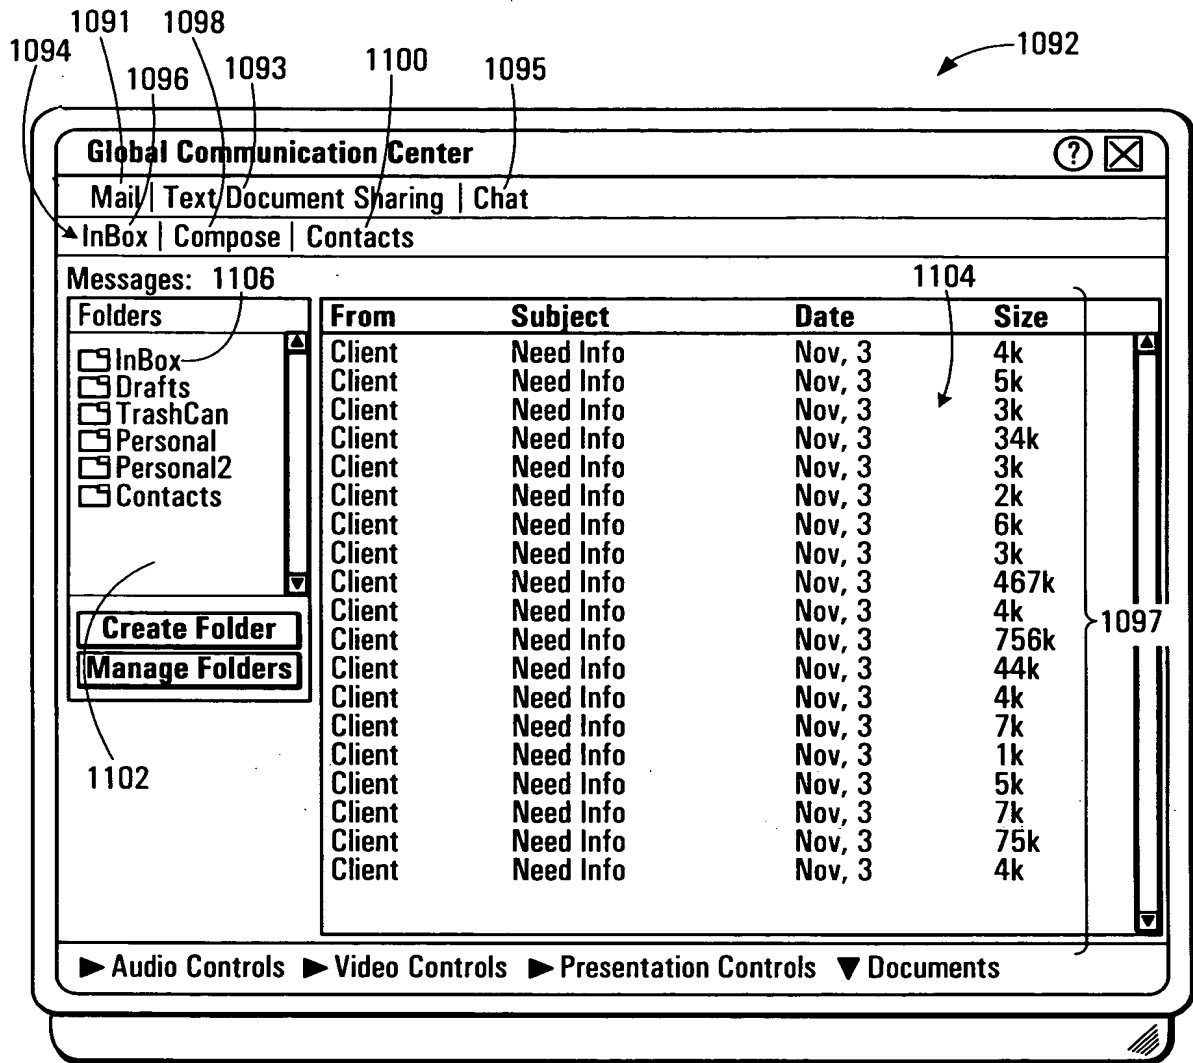 1091 1098
1094 1096 1093 1100 1095 1092
Global Communication Center ?
Mail | Text Document Sharing | Chat
InBox | Compose | Contacts
Messages: 1106 1104
Folders
InBox
Drafts
TrashCan
Personal
Personal2
Contacts
Create Folder
Manage Folders
1102
From Subject Date Size
Client Need Info Nov, 3 4k
Client Need Info Nov, 3 5k
Client Need Info Nov, 3 3k
Client Need Info Nov, 3 34k
Client Need Info Nov, 3 3k
Client Need Info Nov, 3 2k
Client Need Info Nov, 3 6k
Client Need Info Nov, 3 3k
Client Need Info Nov, 3 467k
Client Need Info Nov, 3 4k
Client Need Info Nov, 3 756k
Client Need Info Nov, 3 44k
Client Need Info Nov, 3 4k
Client Need Info Nov, 3 7k
Client Need Info Nov, 3 1k
Client Need Info Nov, 3 5k
Client Need Info Nov, 3 7k
Client Need Info Nov, 3 75k
Client Need Info Nov, 3 4k
1097
Audio Controls Video Controls Presentation Controls Documents